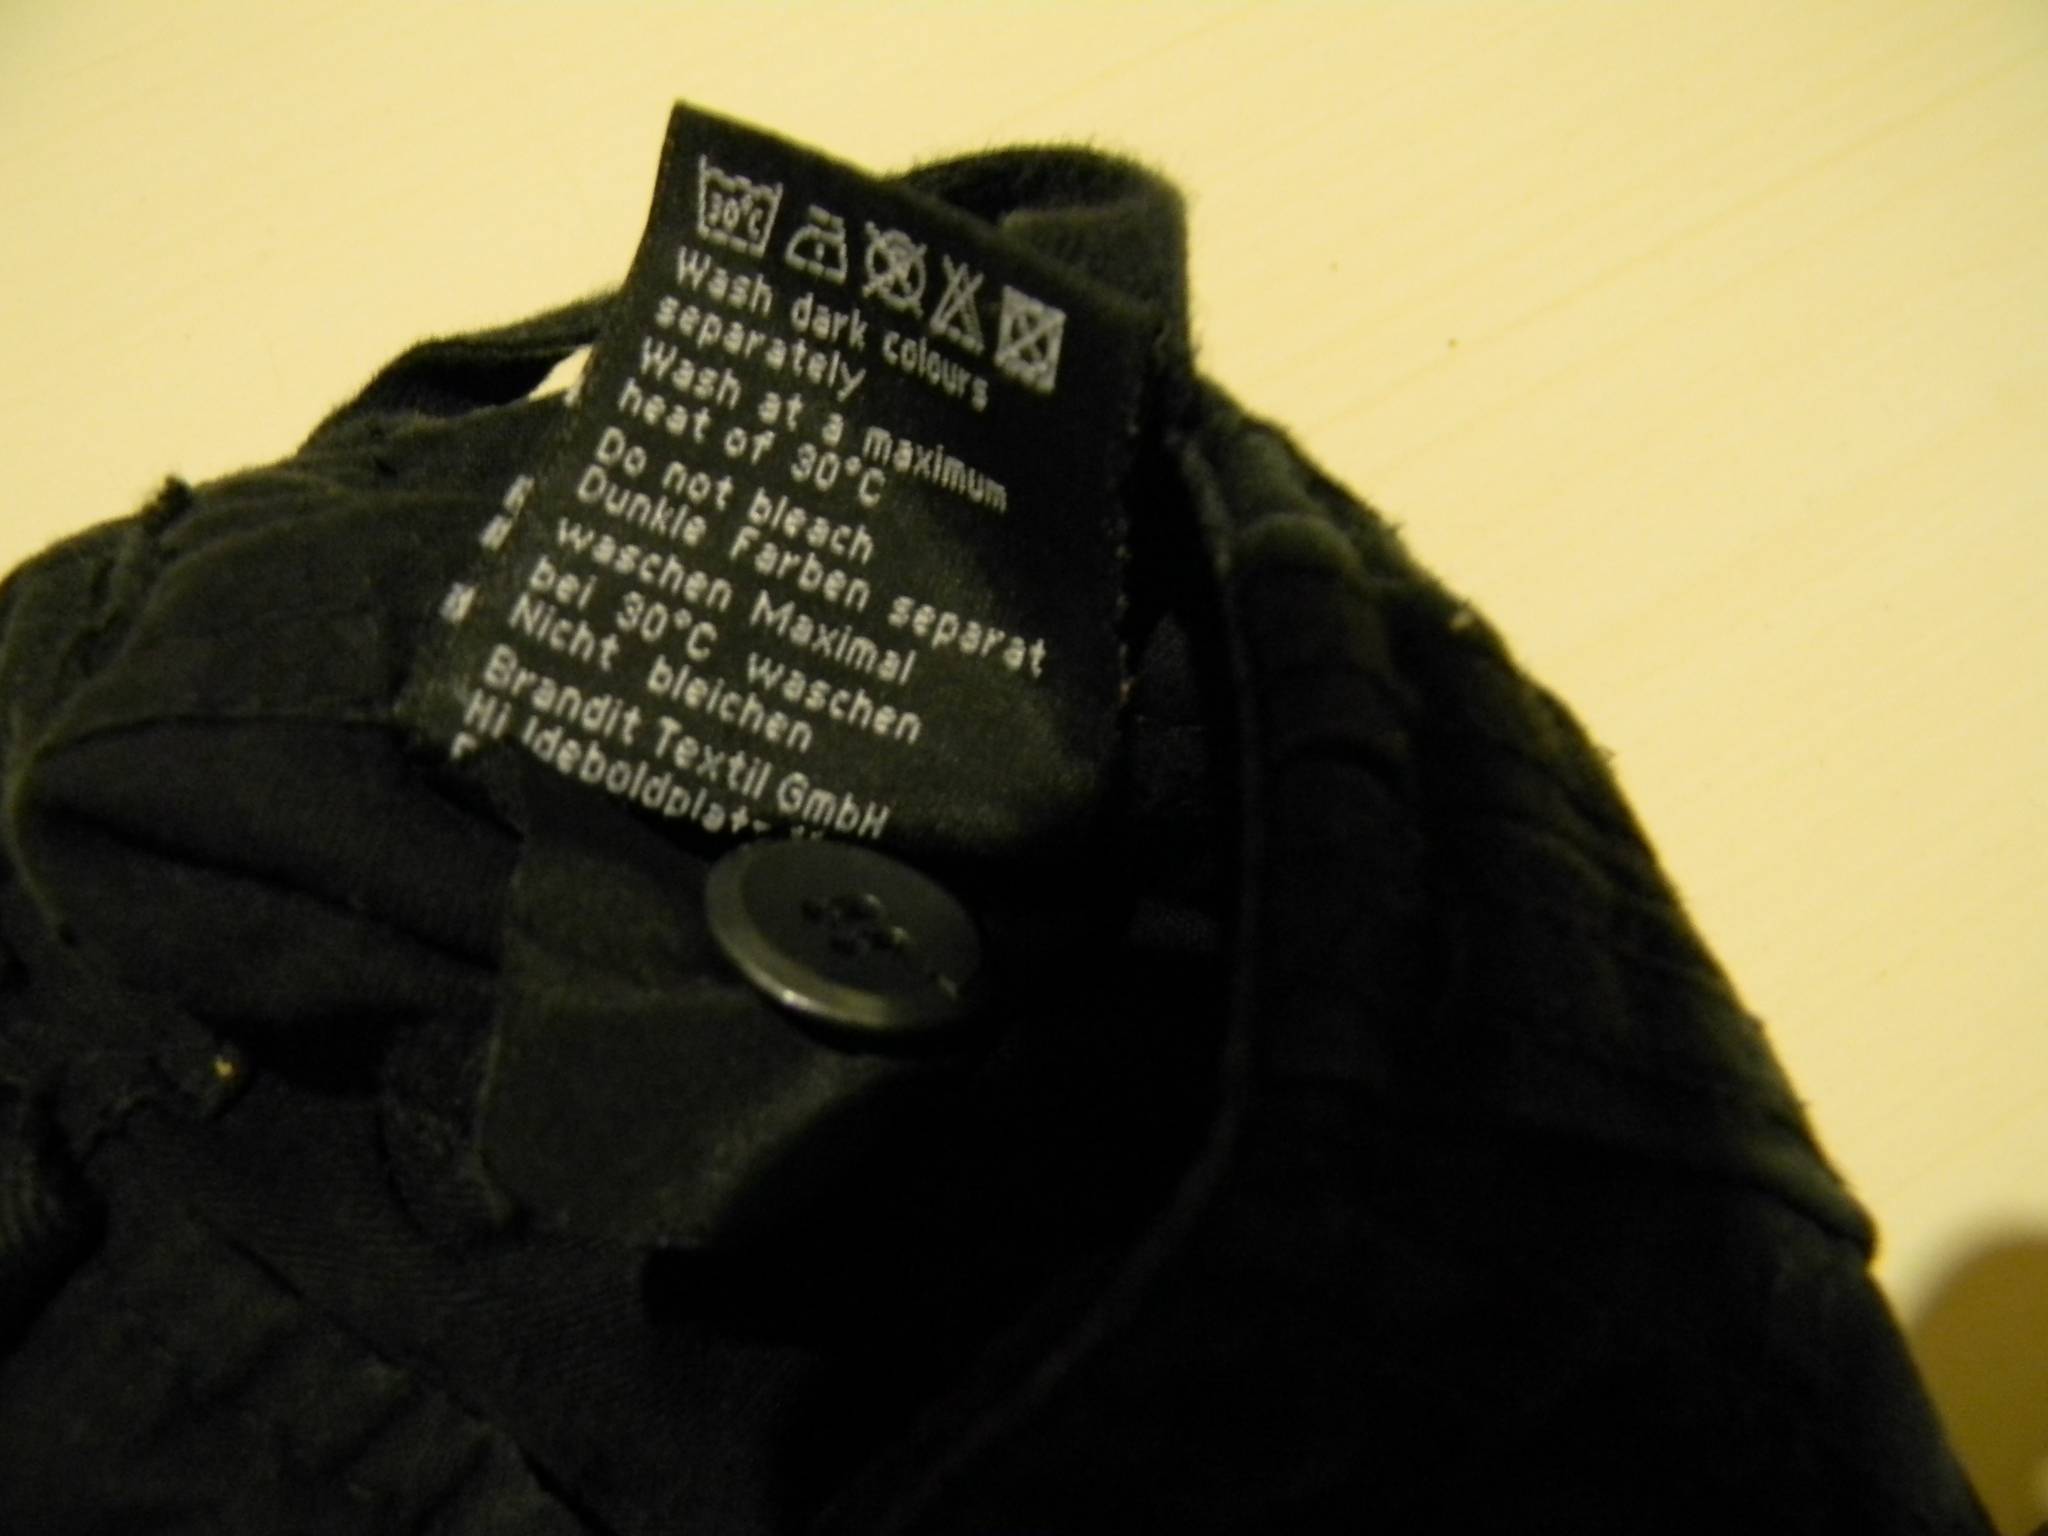 30°C
Wash dark colours
separately
Wash at a maximum
heat of 30°C
Do not bleach
Dunkle Farben separat
waschen Maximal
bei 30°C waschen
Nicht bleichen
Brandit Textil GmbH